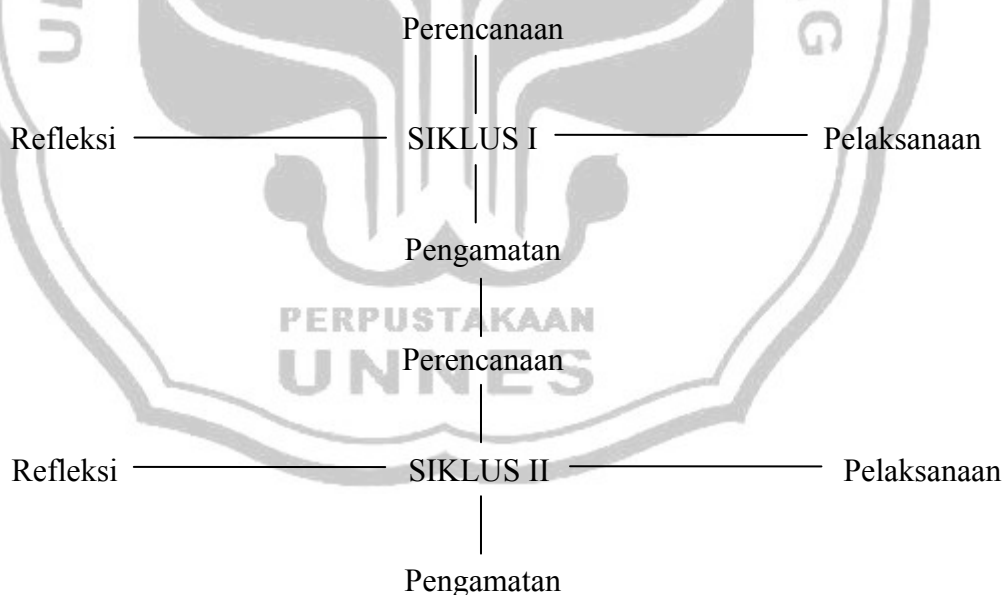 Perencanaan
Refleksi SIKLUS I Pelaksanaan
Pengamatan
PERPUSTAKAAN
UNNES
Perencanaan
Refleksi SIKLUS II Pelaksanaan
Pengamatan